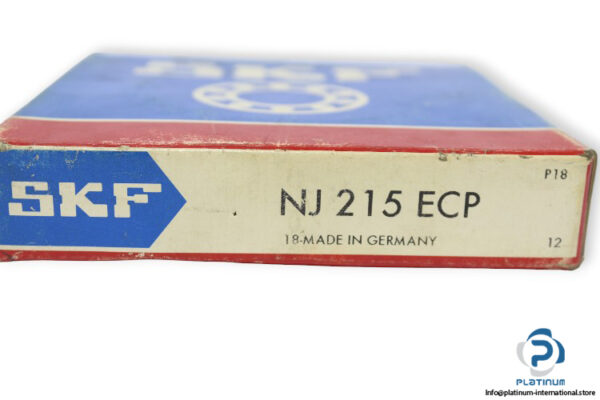 SKF
SKF
NJ 215 ECP
18-MADE IN GERMANY
P18
12
PLATINUM
Info@platinum-international.store